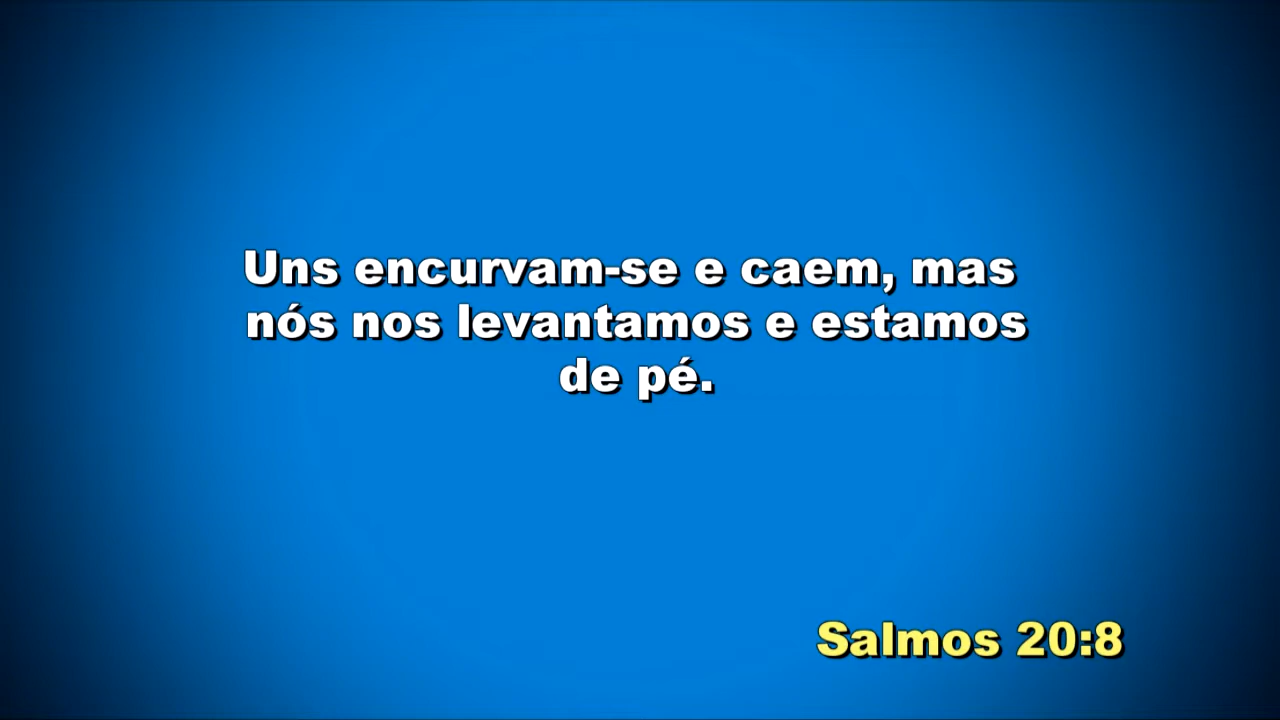 Uns encurvam-se e caem, mas
nós nos levantamos e estamos
de pé.
Salmos 20:8